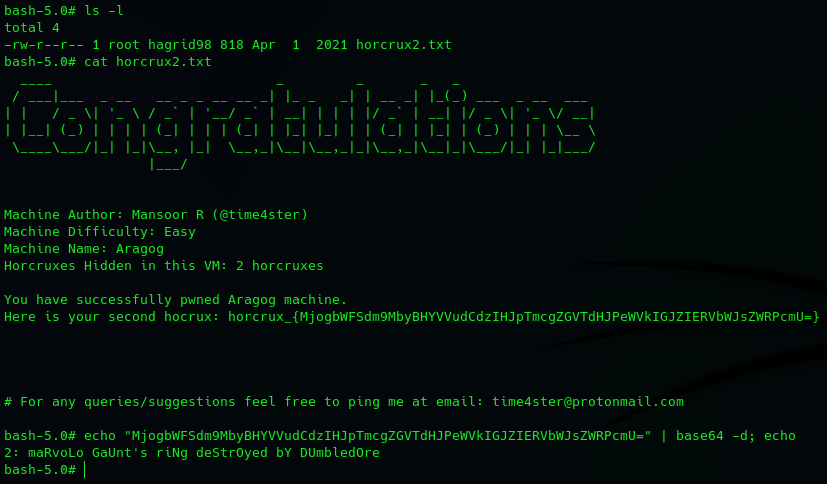 bash-5.0# ls -l
total 4
-rw-r--r-- 1 root hagrid98 818 Apr  1  2021 horcrux2.txt
bash-5.0# cat horcrux2.txt
Congratulations
Machine Author: Mansoor R (@time4ster)
Machine Difficulty: Easy
Machine Name: Aragog
Horcruxes Hidden in this VM: 2 horcruxes
You have successfully pwned Aragog machine.
Here is your second hocrux: horcrux_{MjogbWFSdm9MbyBHYVVudCdzIHJpTmcgZGVTdHJPeWVkIGJZIERVbWJsZWRPcmU=}
# For any queries/suggestions feel free to ping me at email: time4ster@protonmail.com
bash-5.0# echo "MjogbWFSdm9MbyBHYVVudCdzIHJpTmcgZGVTdHJPeWVkIGJZIERVbWJsZWRPcmU=" | base64 -d; echo
2: maRvoLo GaUnt's riNg deStrOyed bY DUmbledOre
bash-5.0#